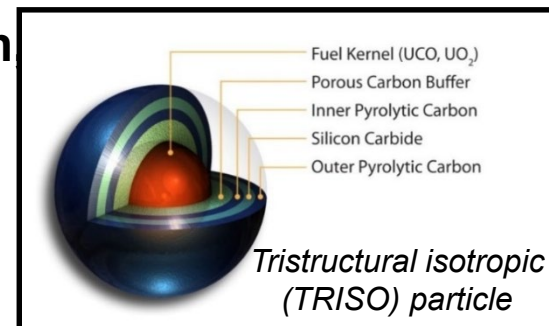 Fuel Kernel (UCO, UO₂)
Porous Carbon Buffer
Inner Pyrolytic Carbon
Silicon Carbide
Outer Pyrolytic Carbon
Tristructural isotropic
(TRISO) particle